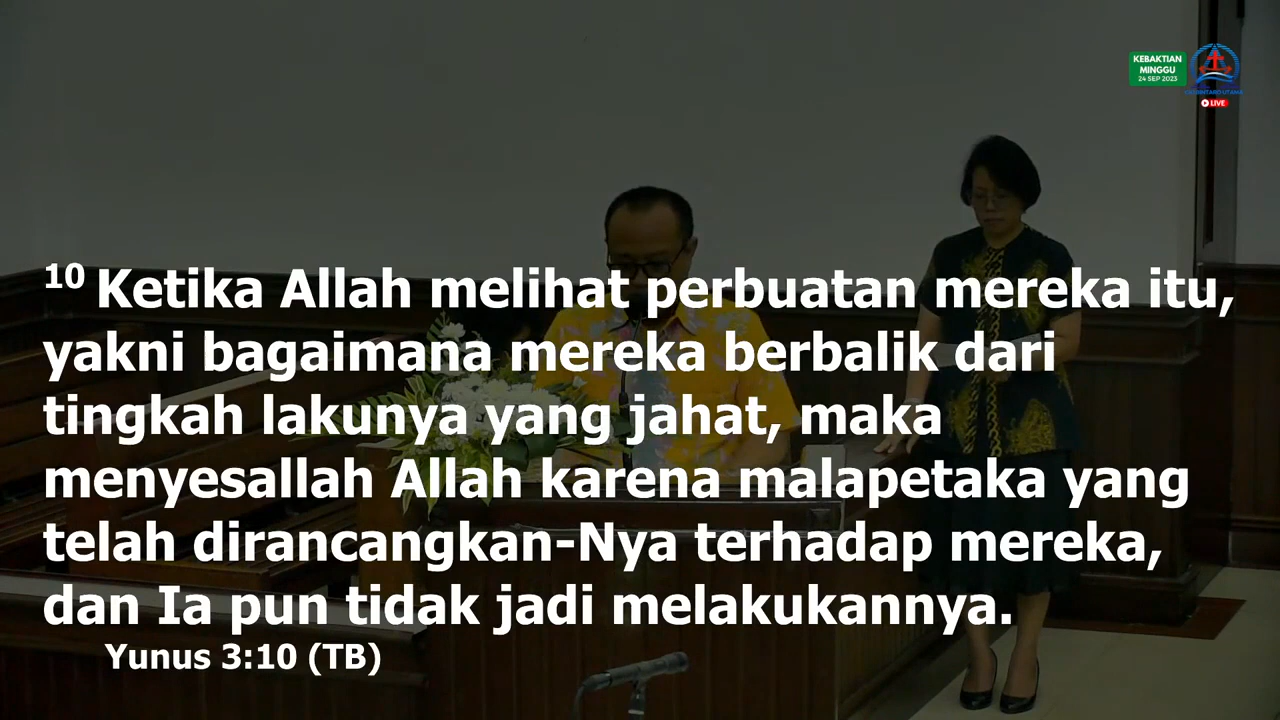 KEBAKTIAN
MINGGU
24 SEP 2023
LIVE
10 Ketika Allah melihat perbuatan mereka itu,
yakni bagaimana mereka berbalik dari
tingkah lakunya yang jahat, maka
menyesallah Allah karena malapetaka yang
telah dirancangkan-Nya terhadap mereka,
dan Ia pun tidak jadi melakukannya.
Yunus 3:10 (TB)